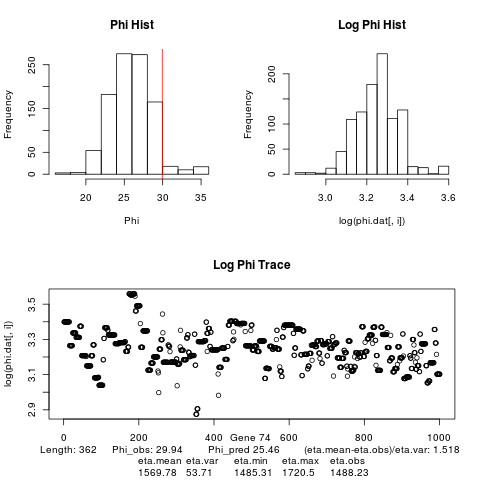 Phi Hist
Log Phi Hist
Frequency
0
50
150
250
20
25
30
35
Phi
Frequency
0
50
100
200
3.0
3.2
3.4
3.6
log(phi.dat[, i])
Log Phi Trace
log(phi.dat[, i])
2.9
3.1
3.3
3.5
0
200
400
600
800
1000
Gene 74
Length: 362 Phi_obs: 29.94 Phi_pred 25.46 (eta.mean-eta.obs)/eta.var: 1.518
eta.mean eta.var eta.min eta.max eta.obs
1569.78 53.71 1485.31 1720.5 1488.23